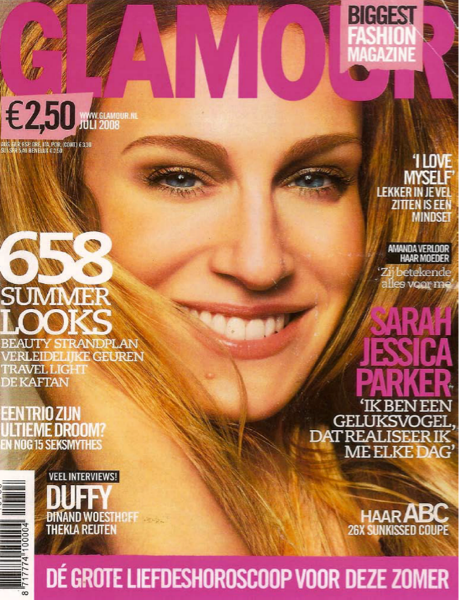 GLAMOUR
BIGGEST
FASHION
MAGAZINE
€2,50
WWW.GLAMOUR.NL
JULI 2008
'I LOVE
MYSELF'
LEKKER IN JE VEL
ZITTEN IS EEN
MINDSET
AMANDA VERLOOR
HAAR MOEDER
'Zij betekende
alles voor me'
658
SUMMER
LOOKS
BEAUTY STRANDPLAN
VERLEIDELIJKE GEUREN
TRAVEL LIGHT
DE KAFTAN
SARAH
JESSICA
PARKER
'IK BEN EEN
GELUKSVOGEL,
DAT REALISEER IK
ME ELKE DAG'
EEN TRIO ZIJN
ULTIEME DROOM?
EN NOG 15 SEKSMYTHES
VEEL INTERVIEWS!
DUFFY
DINAND WOESTHOFF
THEKLA REUTEN
HAAR ABC
26X SUNKISSED COUPE
8 717774 100004
DÉ GROTE LIEFDESHOROSCOOP VOOR DEZE ZOMER